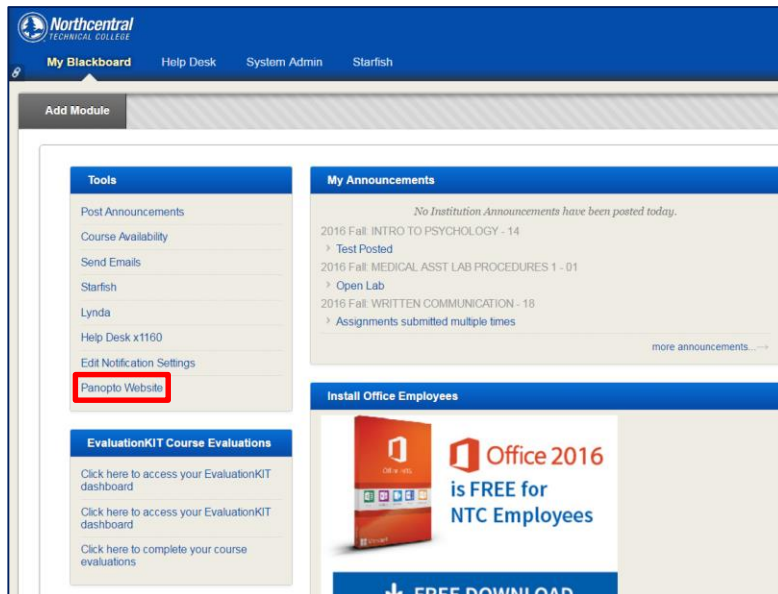 Northcentral
TECHNICAL COLLEGE
My Blackboard Help Desk System Admin Starfish
Add Module
Tools
Post Announcements
Course Availability
Send Emails
Starfish
Lynda
Help Desk x1160
Edit Notification Settings
Panopto Website
EvaluationKIT Course Evaluations
Click here to access your EvaluationKIT
dashboard
Click here to access your EvaluationKIT
dashboard
Click here to complete your course
evaluations
My Announcements
No Institution Announcements have been posted today.
2016 Fall: INTRO TO PSYCHOLOGY - 14
Test Posted
2016 Fall: MEDICAL ASST LAB PROCEDURES 1 - 01
Open Lab
2016 Fall: WRITTEN COMMUNICATION - 18
Assignments submitted multiple times
more announcements...
Install Office Employees
Office 2016
is FREE for
NTC Employees
FREE DOWNLOAD